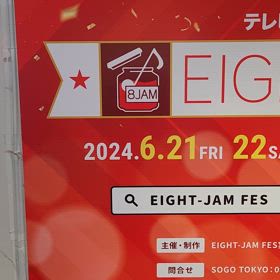 テレ
8JAM
EIG
2024.6.21FRI 22SA
EIGHT-JAM FES
主催・制作 EIGHT-JAM FES
問合せ SOGO TOKYO: